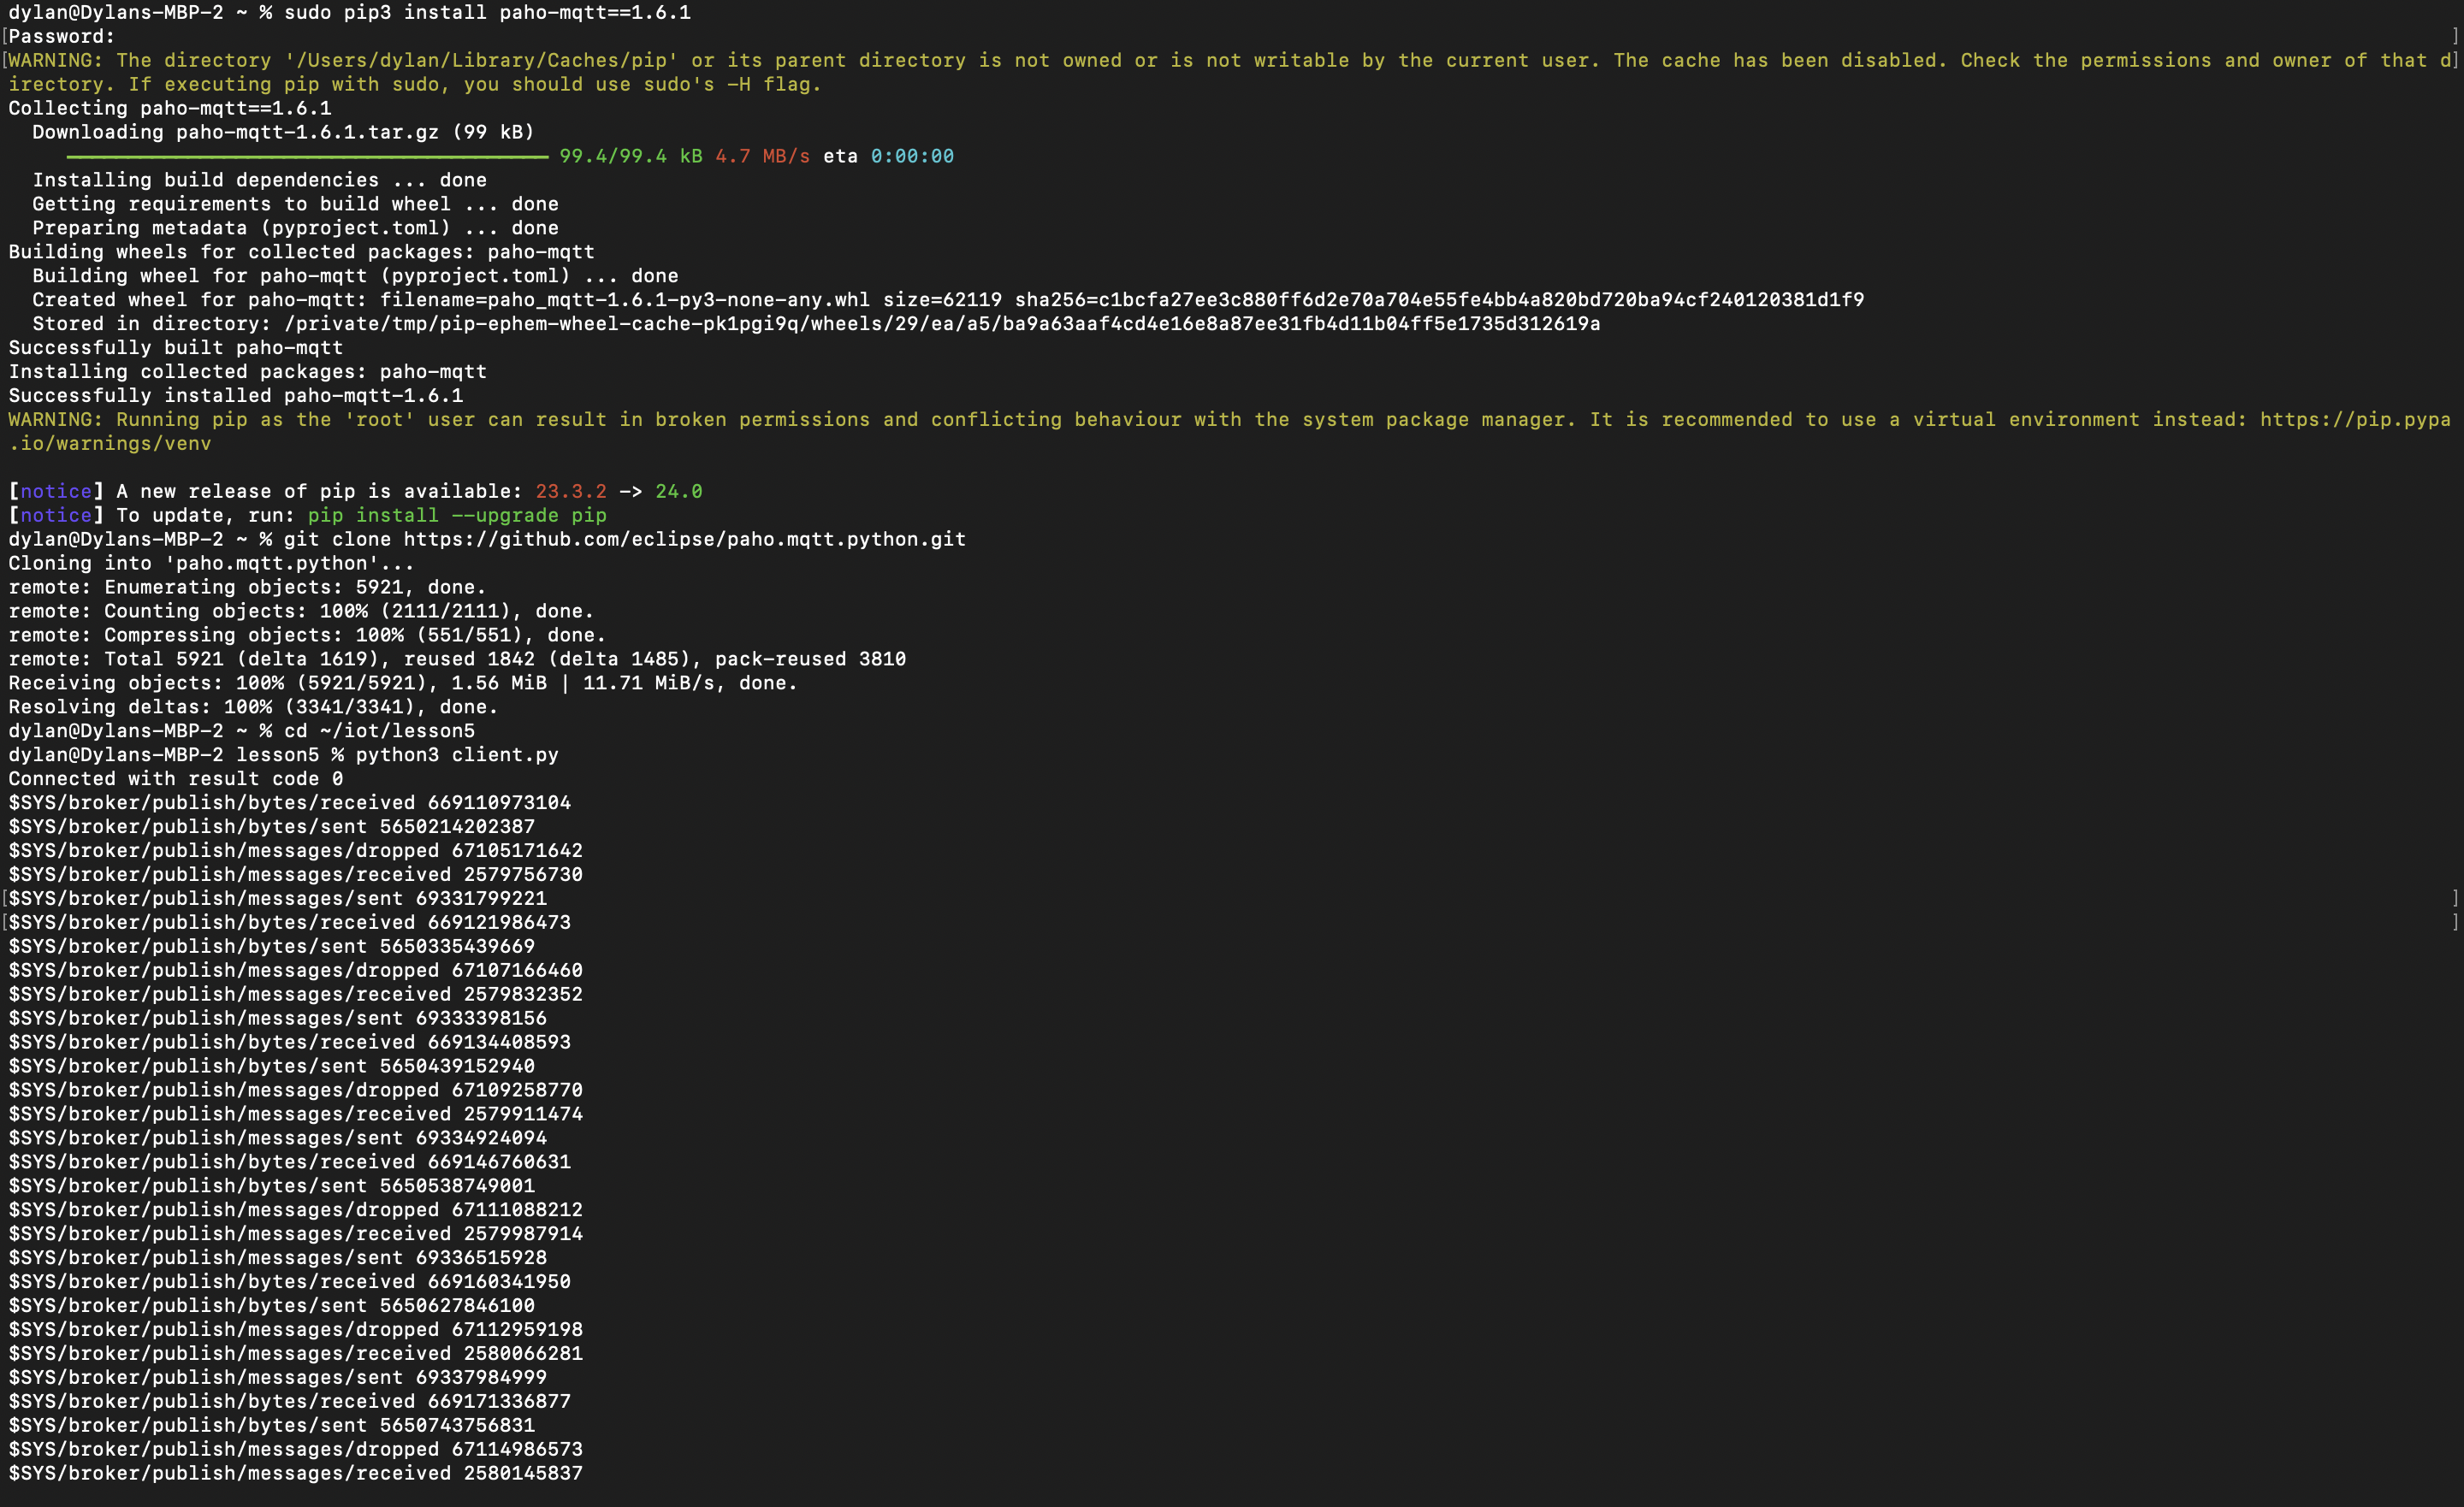 dylan@Dylans-MBP-2 ~ % sudo pip3 install paho-mqtt==1.6.1
[Password: ]
[WARNING: The directory '/Users/dylan/Library/Caches/pip' or its parent directory is not owned or is not writable by the current user. The cache has been disabled. Check the permissions and owner of that d]
irectory. If executing pip with sudo, you should use sudo's -H flag.
Collecting paho-mqtt==1.6.1
  Downloading paho-mqtt-1.6.1.tar.gz (99 kB)
     ━━━━━━━━━━━━━━━━━━━━━━━━━━━━━━━━━━━━━━━━ 99.4/99.4 kB 4.7 MB/s eta 0:00:00
  Installing build dependencies ... done
  Getting requirements to build wheel ... done
  Preparing metadata (pyproject.toml) ... done
Building wheels for collected packages: paho-mqtt
  Building wheel for paho-mqtt (pyproject.toml) ... done
  Created wheel for paho-mqtt: filename=paho_mqtt-1.6.1-py3-none-any.whl size=62119 sha256=c1bcfa27ee3c880ff6d2e70a704e55fe4bb4a820bd720ba94cf240120381d1f9
  Stored in directory: /private/tmp/pip-ephem-wheel-cache-pk1pgi9q/wheels/29/ea/a5/ba9a63aaf4cd4e16e8a87ee31fb4d11b04ff5e1735d312619a
Successfully built paho-mqtt
Installing collected packages: paho-mqtt
Successfully installed paho-mqtt-1.6.1
WARNING: Running pip as the 'root' user can result in broken permissions and conflicting behaviour with the system package manager. It is recommended to use a virtual environment instead: https://pip.pypa
.io/warnings/venv

[notice] A new release of pip is available: 23.3.2 -> 24.0
[notice] To update, run: pip install --upgrade pip
dylan@Dylans-MBP-2 ~ % git clone https://github.com/eclipse/paho.mqtt.python.git
Cloning into 'paho.mqtt.python'...
remote: Enumerating objects: 5921, done.
remote: Counting objects: 100% (2111/2111), done.
remote: Compressing objects: 100% (551/551), done.
remote: Total 5921 (delta 1619), reused 1842 (delta 1485), pack-reused 3810
Receiving objects: 100% (5921/5921), 1.56 MiB | 11.71 MiB/s, done.
Resolving deltas: 100% (3341/3341), done.
dylan@Dylans-MBP-2 ~ % cd ~/iot/lesson5
dylan@Dylans-MBP-2 lesson5 % python3 client.py
Connected with result code 0
$SYS/broker/publish/bytes/received 669110973104
$SYS/broker/publish/bytes/sent 5650214202387
$SYS/broker/publish/messages/dropped 67105171642
$SYS/broker/publish/messages/received 2579756730
[$SYS/broker/publish/messages/sent 69331799221 ]
[$SYS/broker/publish/bytes/received 669121986473 ]
$SYS/broker/publish/bytes/sent 5650335439669
$SYS/broker/publish/messages/dropped 67107166460
$SYS/broker/publish/messages/received 2579832352
$SYS/broker/publish/messages/sent 69333398156
$SYS/broker/publish/bytes/received 669134408593
$SYS/broker/publish/bytes/sent 5650439152940
$SYS/broker/publish/messages/dropped 67109258770
$SYS/broker/publish/messages/received 2579911474
$SYS/broker/publish/messages/sent 69334924094
$SYS/broker/publish/bytes/received 669146760631
$SYS/broker/publish/bytes/sent 5650538749001
$SYS/broker/publish/messages/dropped 67111088212
$SYS/broker/publish/messages/received 2579987914
$SYS/broker/publish/messages/sent 69336515928
$SYS/broker/publish/bytes/received 669160341950
$SYS/broker/publish/bytes/sent 5650627846100
$SYS/broker/publish/messages/dropped 67112959198
$SYS/broker/publish/messages/received 2580066281
$SYS/broker/publish/messages/sent 69337984999
$SYS/broker/publish/bytes/received 669171336877
$SYS/broker/publish/bytes/sent 5650743756831
$SYS/broker/publish/messages/dropped 67114986573
$SYS/broker/publish/messages/received 2580145837